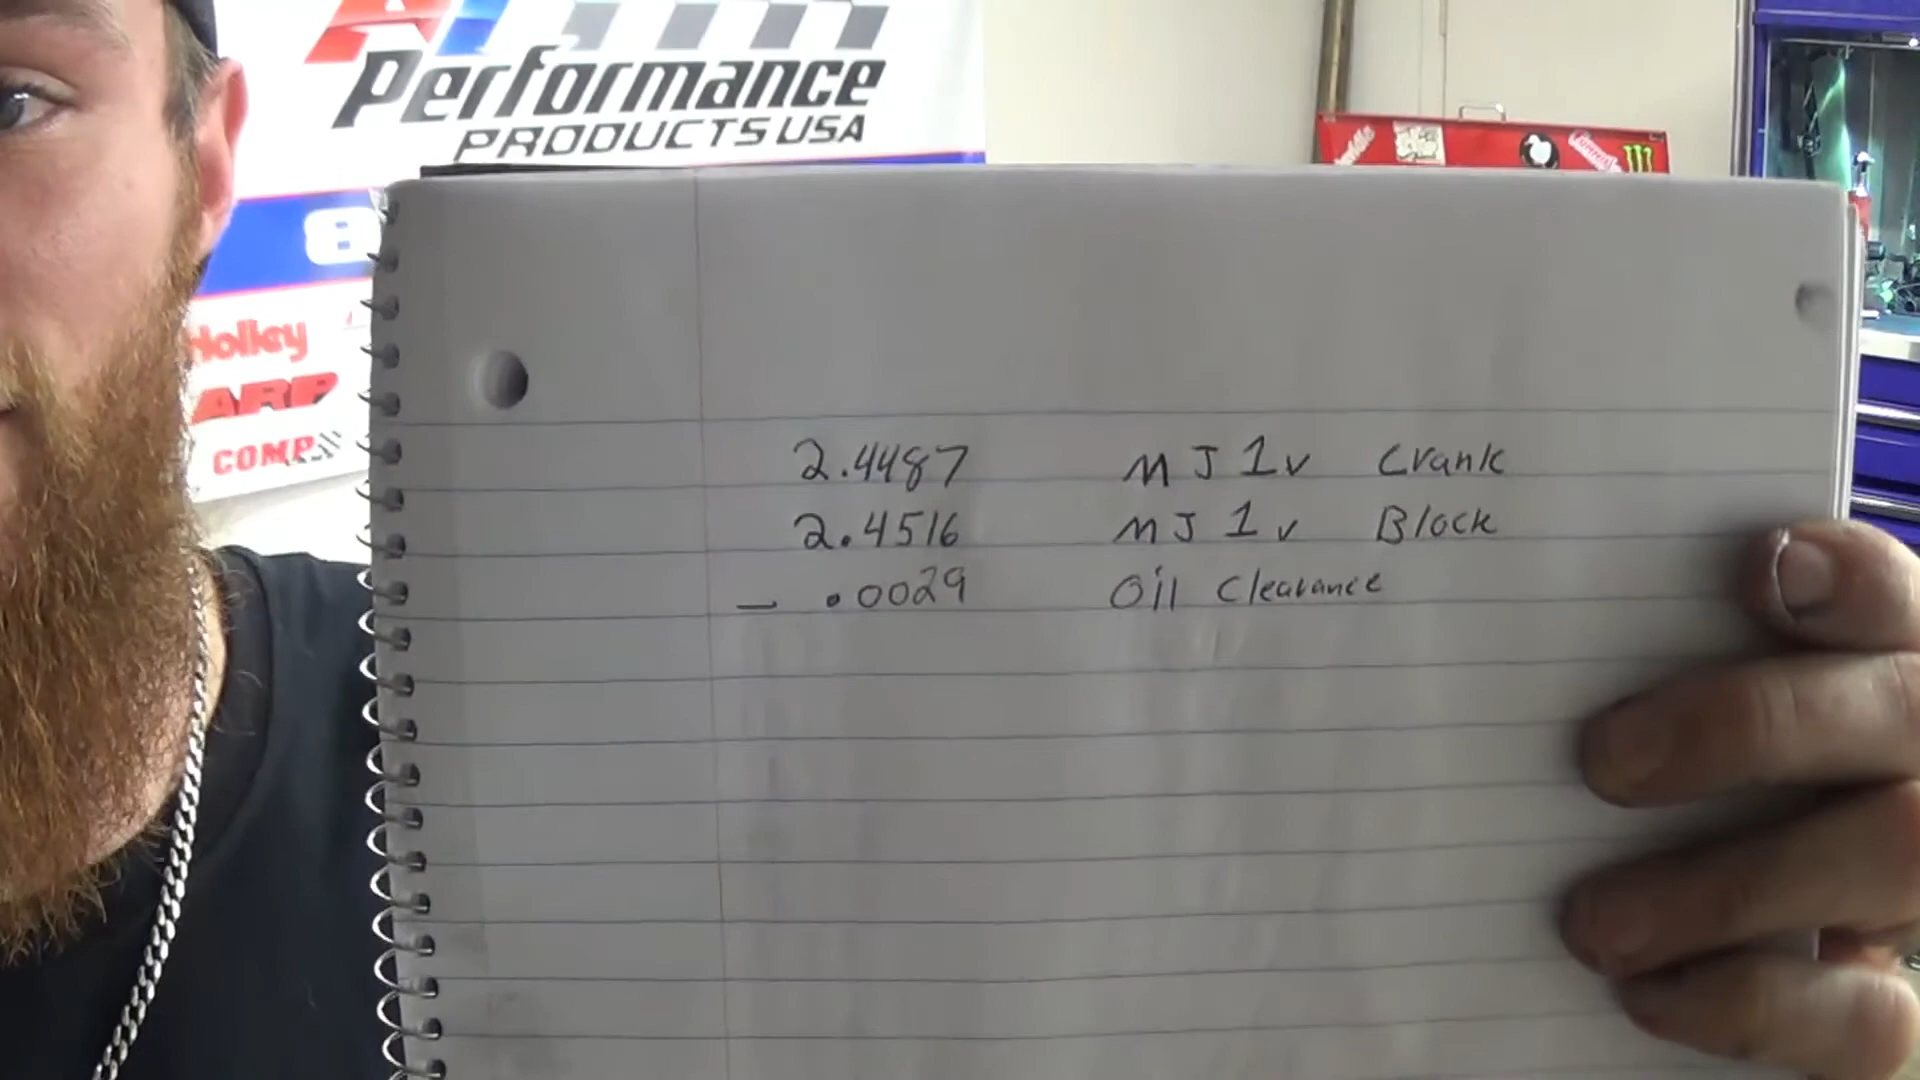 Performance
PRODUCTS USA
8
Holley
ARP
COMP
2.4487 MJ 1v Crank
2.4516 MJ 1v Block
- .0029 Oil Clearance